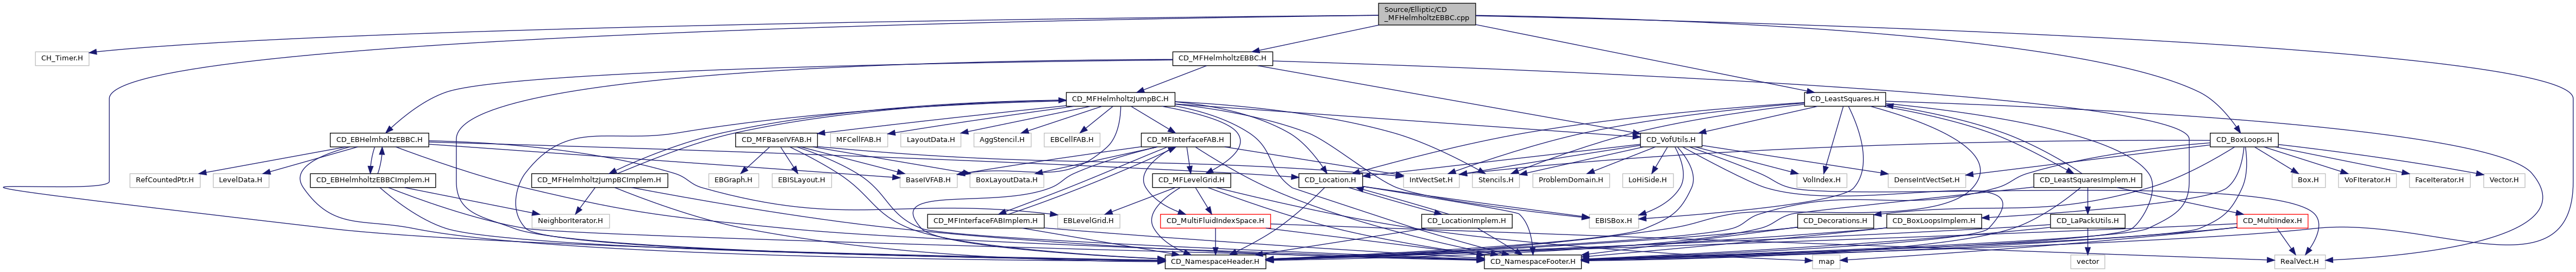 Source/Elliptic/CD
_MFHelmholtzEBBC.cpp
CH_Timer.H
CD_MFHelmholtzEBBC.H
CD_MFHelmholtzJumpBC.H
CD_LeastSquares.H
CD_EBHelmholtzEBBC.H
CD_MFBaseIVFAB.H
MFCellFAB.H
LayoutData.H
AggStencil.H
EBCellFAB.H
CD_MFInterfaceFAB.H
CD_VofUtils.H
CD_BoxLoops.H
RefCountedPtr.H
LevelData.H
CD_EBHelmholtzEBBCImplem.H
CD_MFHelmholtzJumpBCImplem.H
EBGraph.H
EBISLayout.H
BaseIVFAB.H
BoxLayoutData.H
CD_MFLevelGrid.H
CD_Location.H
IntVectSet.H
Stencils.H
ProblemDomain.H
LoHiSide.H
VolIndex.H
DenseIntVectSet.H
CD_LeastSquaresImplem.H
Box.H
VoFIterator.H
FaceIterator.H
Vector.H
NeighborIterator.H
CD_MFInterfaceFABImplem.H
EBLevelGrid.H
CD_MultiFluidIndexSpace.H
CD_LocationImplem.H
EBISBox.H
CD_Decorations.H
CD_BoxLoopsImplem.H
CD_LaPackUtils.H
CD_MultiIndex.H
CD_NamespaceHeader.H
CD_NamespaceFooter.H
map
vector
RealVect.H